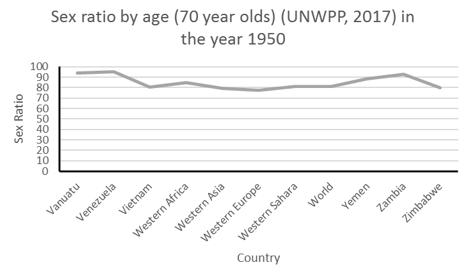 Sex ratio by age (70 year olds) (UNWPP, 2017) in
the year 1950
100
90
80
70
60
50
40
30
20
10
0
Sex Ratio
Vanuatu
Venezuela
Vietnam
Western Africa
Western Asia
Western Europe
Western Sahara
World
Yemen
Zambia
Zimbabwe
Country